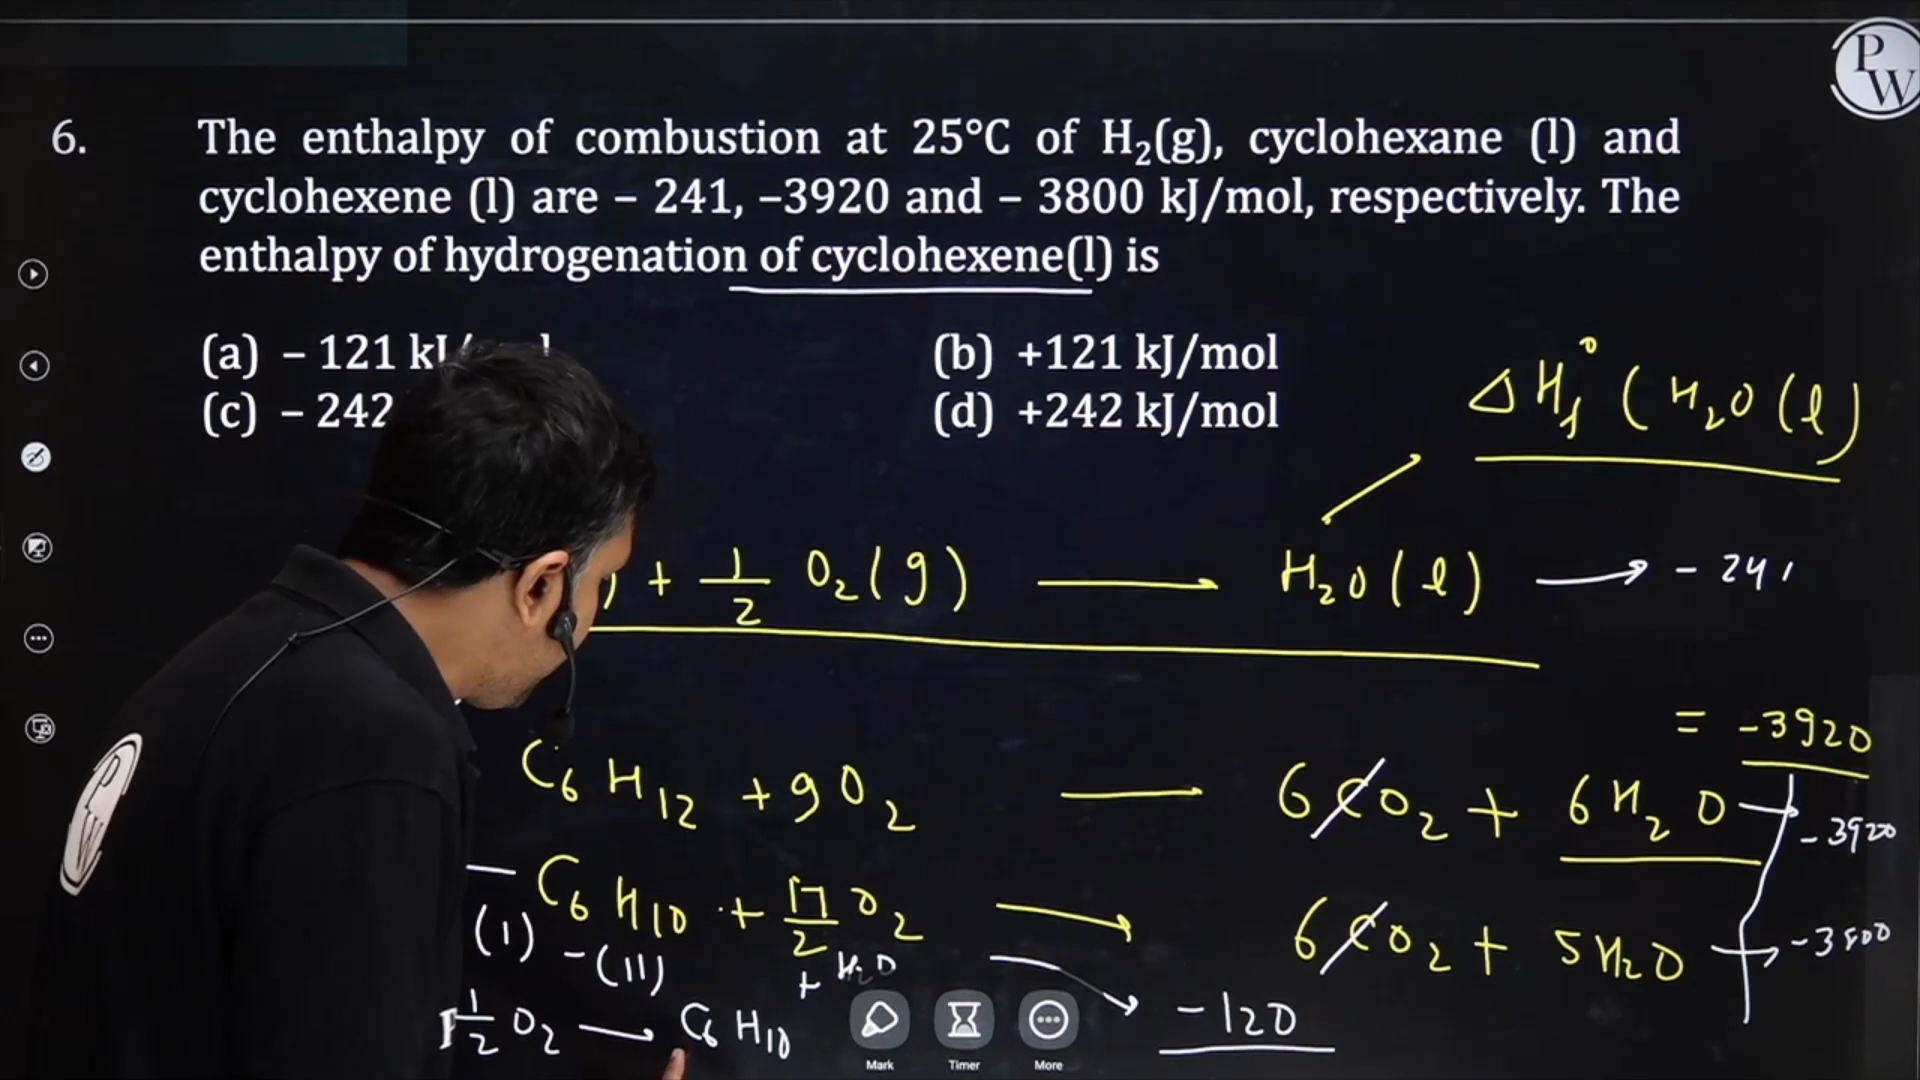 PW
6. The enthalpy of combustion at 25°C of H₂(g), cyclohexane (l) and
cyclohexene (l) are – 241, –3920 and – 3800 kJ/mol, respectively. The
enthalpy of hydrogenation of cyclohexene(l) is
(a) – 121 (b) +121 kJ/mol
(c) – 242 (d) +242 kJ/mol
ΔH°f (H₂O(l)
) + 1/2 O₂(g) → H₂O(l) → - 241
= -3920
C₆H₁₂ + 9O₂ — 6CO₂ + 6H₂O -3920
— C₆H₁₀ + 17/2 O₂ → 6CO₂ + 5H₂O → -3800
(I) -(II)
+ H₂O
1/2 O₂ → C₆H₁₀ → -120
Mark Timer More
PW